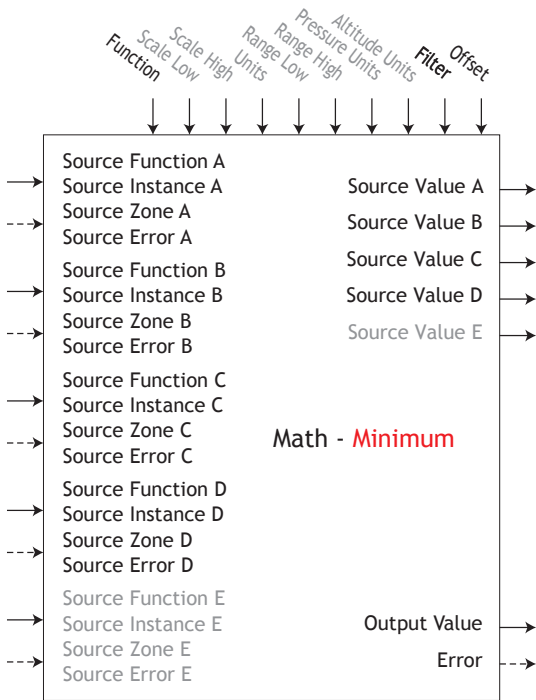 Function
Scale Low
Scale High
Units
Range Low
Range High
Pressure Units
Altitude Units
Filter
Offset
Source Function A
Source Instance A
Source Zone A
Source Error A
Source Function B
Source Instance B
Source Zone B
Source Error B
Source Function C
Source Instance C
Source Zone C
Source Error C
Source Function D
Source Instance D
Source Zone D
Source Error D
Source Function E
Source Instance E
Source Zone E
Source Error E
Source Value A
Source Value B
Source Value C
Source Value D
Source Value E
Math - Minimum
Output Value
Error